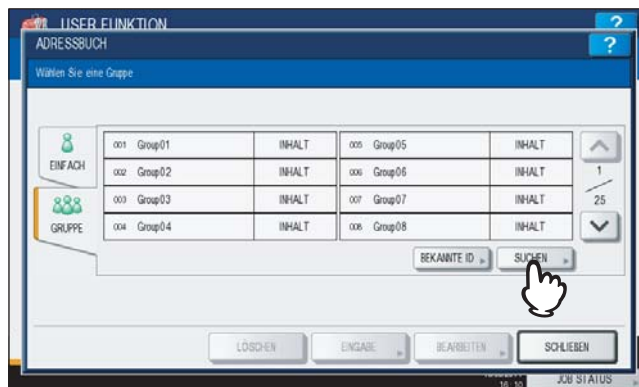 USER FUNKTION
?
ADRESSBUCH
?
Wählen Sie eine Gruppe
EINFACH
GRUPPE
001 Group01 INHALT 005 Group05 INHALT
002 Group02 INHALT 006 Group06 INHALT
003 Group03 INHALT 007 Group07 INHALT
004 Group04 INHALT 008 Group08 INHALT
1
25
BEKANNTE ID
SUCHEN
LÖSCHEN
EINGABE
BEARBEITEN
SCHLIEßEN
JOB STATUS